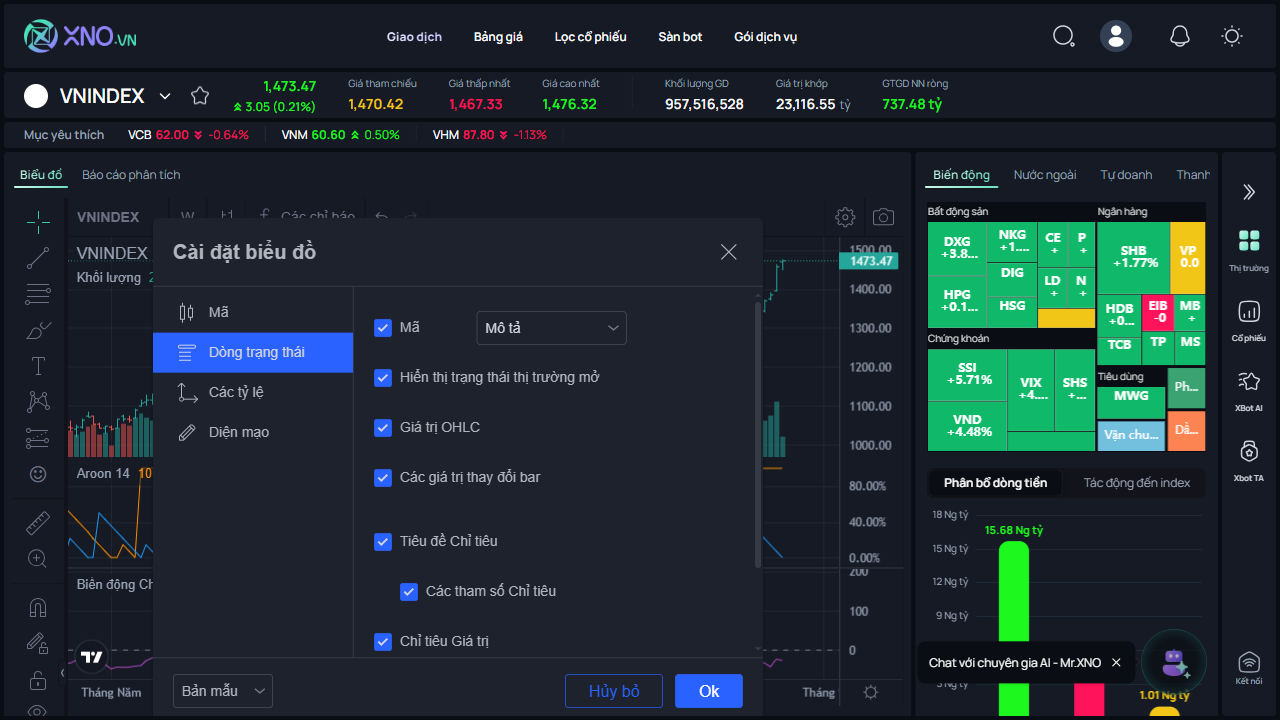 XNO.VN
Giao dịch
Bảng giá
Lọc cổ phiếu
Sàn bot
Gói dịch vụ
VNINDEX
1,473.47
3.05 (0.21%)
Giá tham chiếu
1,470.42
Giá thấp nhất
1,467.33
Giá cao nhất
1,476.32
Khối lượng GD
957,516,528
Giá trị khớp
23,116.55 tỷ
GTGD NN ròng
737.48 tỷ
Mục yêu thích
VCB 62.00 -0.64%
VNM 60.60 0.50%
VHM 87.80 -1.13%
Biểu đồ
Báo cáo phân tích
VNINDEX
Các chỉ báo
VNINDEX
Khối lượng 2
Aroon 14 10
Biên động Ch
Tháng Năm
Cài đặt biểu đồ
Mã
Dòng trạng thái
Các tỷ lệ
Diện mạo
Mã
Mô tả
Hiển thị trạng thái thị trường mở
Giá trị OHLC
Các giá trị thay đổi bar
Tiêu đề Chỉ tiêu
Các tham số Chỉ tiêu
Chỉ tiêu Giá trị
Bản mẫu
Hủy bỏ
Ok
1500.00
1473.47
1400.00
1300.00
1200.00
1100.00
1000.00
80.00%
40.00%
0.00%
200
100
0
Tháng
Biến động
Nước ngoài
Tự doanh
Thanh
Bất động sản
DXG
+3.8...
NKG
+1....
CE
+
P
+
HPG
+0.1...
DIG
HSG
LD
+
N
+
Ngân hàng
SHB
+1.77%
VP
0.0
HDB
+0...
EIB
-0
MB
+
TCB
TP
MS
Chứng khoán
SSI
+5.71%
VND
+4.48%
VIX
+4....
SHS
+...
Tiêu dùng
MWG
Ph...
Vận chu...
Dầ...
Phân bổ dòng tiền
Tác động đến index
18 Ng tỷ
15 Ng tỷ
12 Ng tỷ
9 Ng tỷ
3 Ng tỷ
15.68 Ng tỷ
1.01 Ng tỷ
Chat với chuyên gia AI - Mr.XNO
Thị trường
Cổ phiếu
XBot AI
Xbot TA
Kết nối